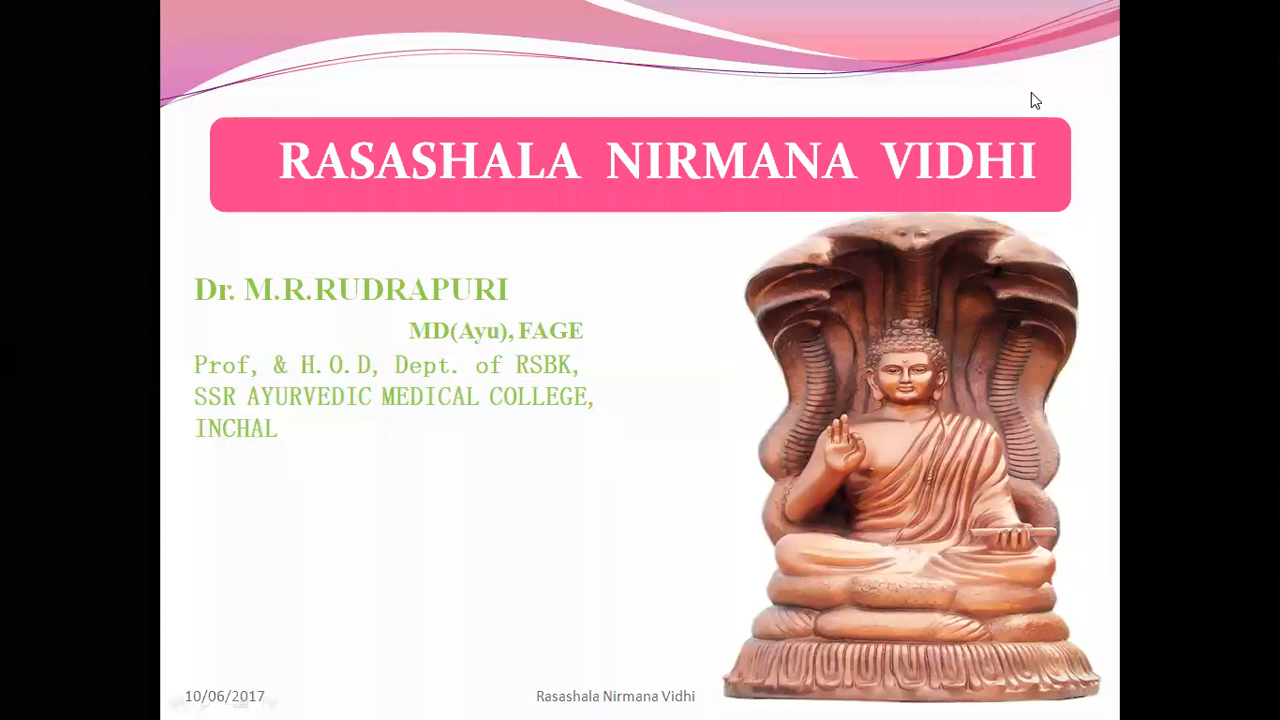 RASASHALA NIRMANA VIDHI
Dr. M.R.RUDRAPURI
MD(Ayu), FAGE
Prof, & H.O.D, Dept. of RSBK,
SSR AYURVEDIC MEDICAL COLLEGE,
INCHAL
10/06/2017
Rasashala Nirmana Vidhi